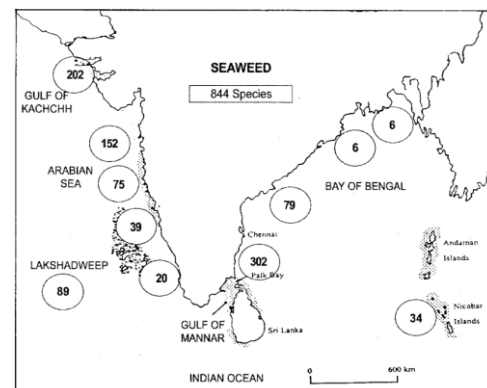 SEAWEED
844 Species
202
GULF OF
KACHCHH
152
ARABIAN
SEA
75
39
LAKSHADWEEP
89
20
6
6
BAY OF BENGAL
79
Chennai
302
Palk Bay
GULF OF
MANNAR
Sri Lanka
Andaman
Islands
34
Nicobar
Islands
0 600 km
INDIAN OCEAN